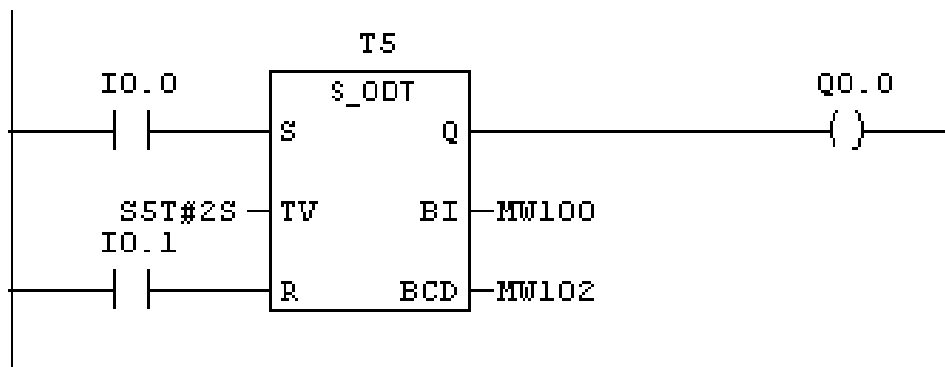 T5
I0.0
S_ODT
Q0.0
S
Q
S5T#2S
TV
BI
MW100
I0.1
R
BCD
MW102